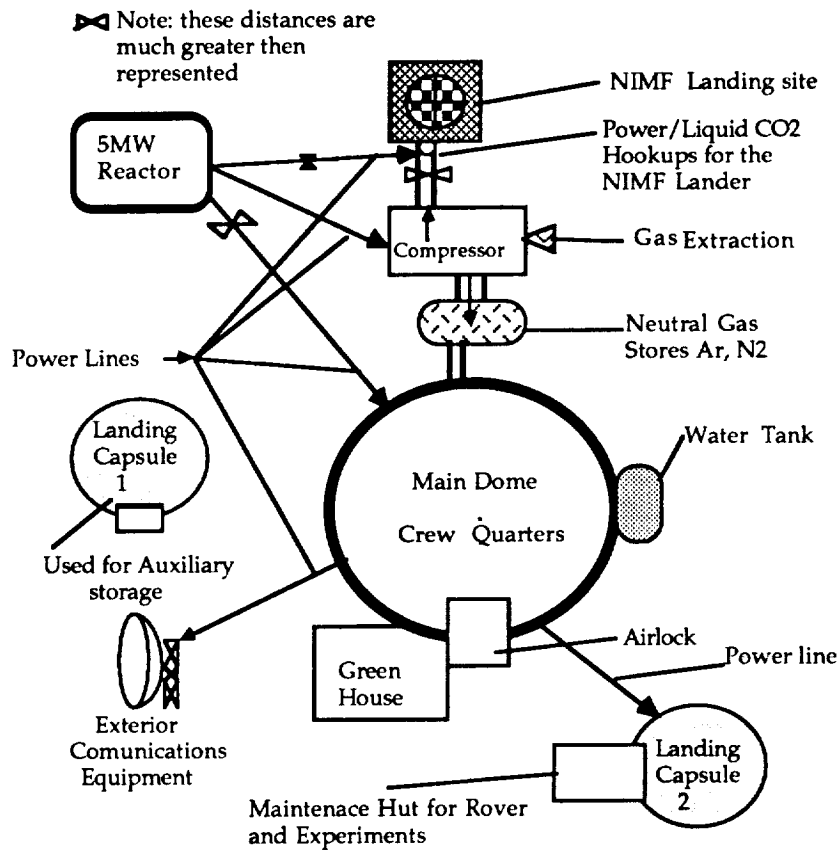 Note: these distances are
much greater then
represented
NIMF Landing site
5MW
Reactor
Power/Liquid CO2
Hookups for the
NIMF Lander
Compressor
Gas Extraction
Neutral Gas
Stores Ar, N2
Power Lines
Landing
Capsule
1
Water Tank
Main Dome
Crew Quarters
Used for Auxiliary
storage
Airlock
Power line
Green
House
Exterior
Comunications
Equipment
Landing
Capsule
2
Maintenace Hut for Rover
and Experiments